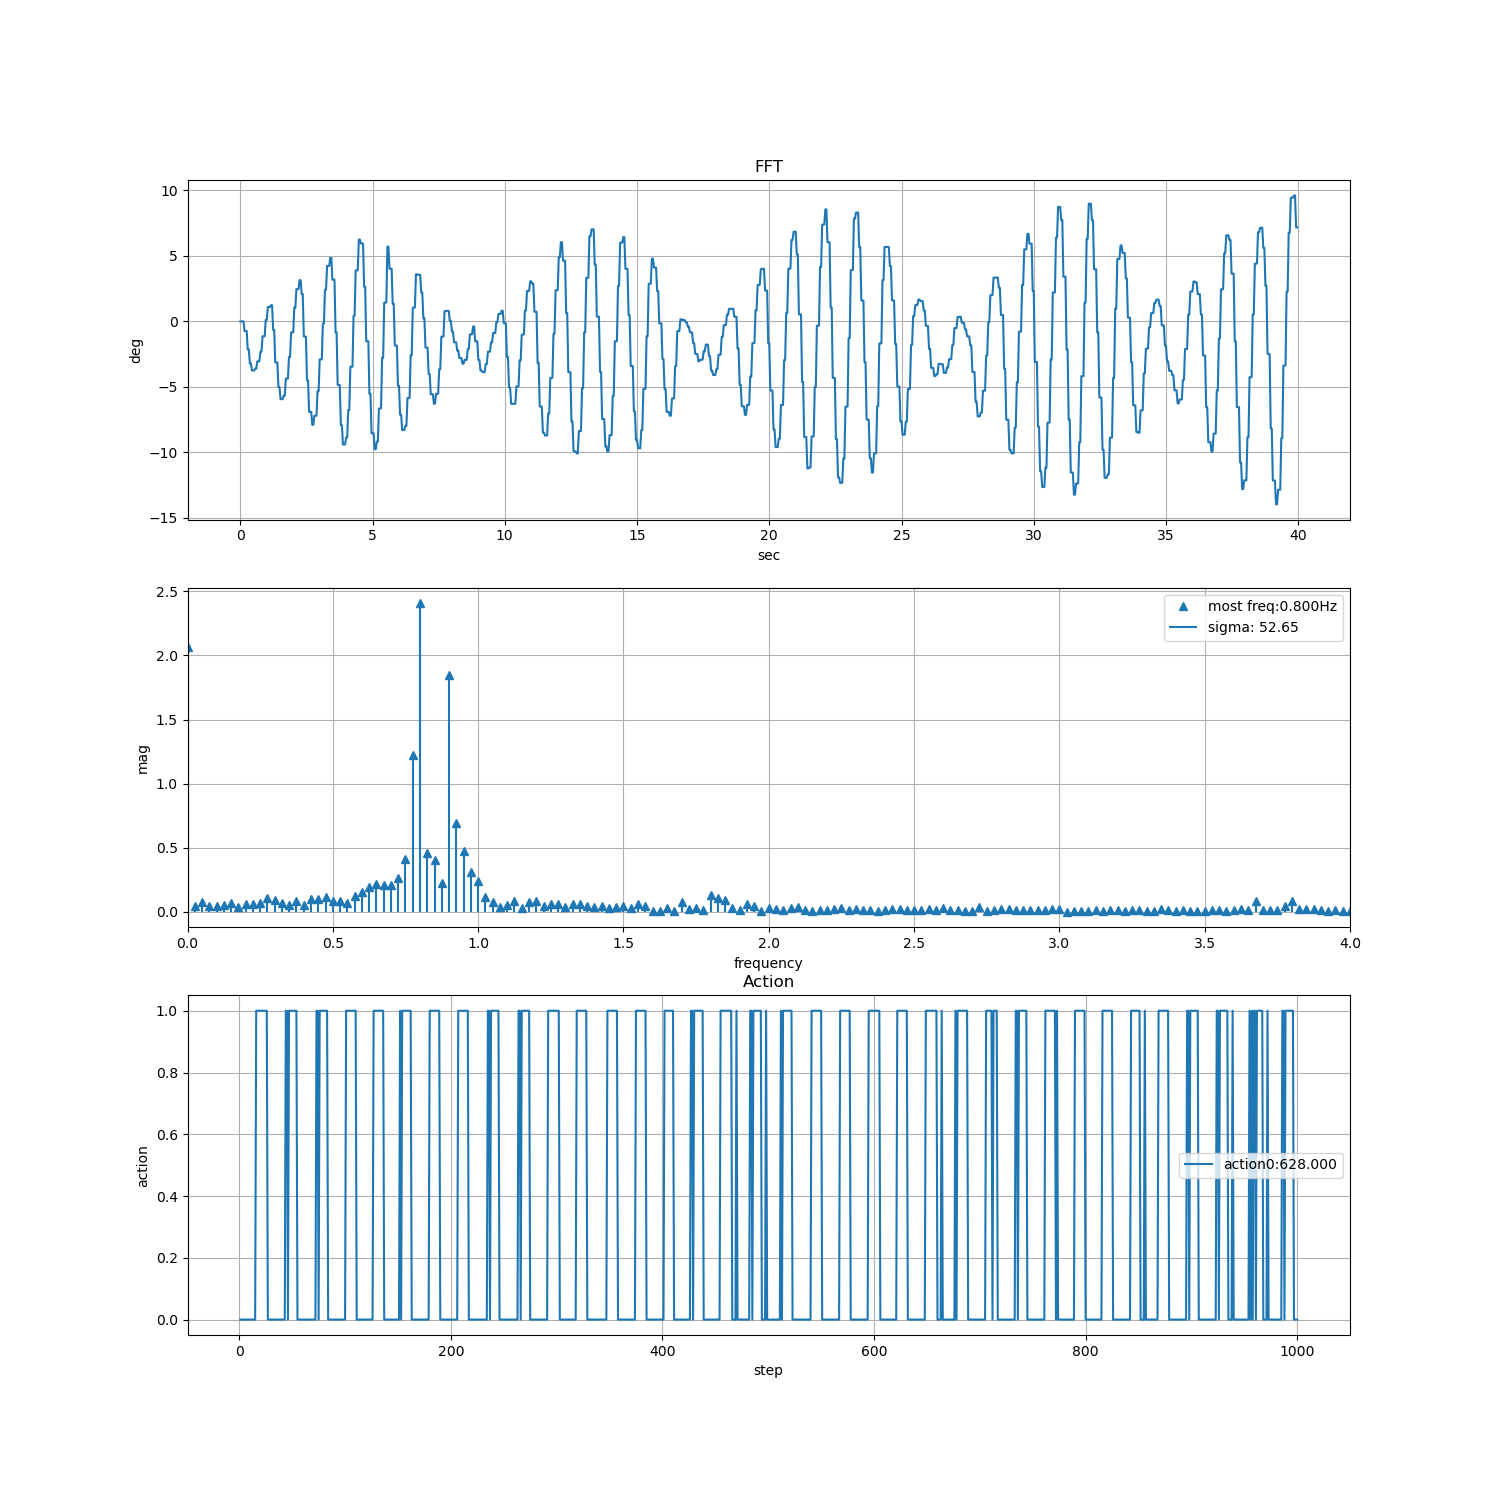 FFT
10
5
0
−5
−10
−15
deg
0 5 10 15 20 25 30 35 40
sec
2.5
2.0
1.5
1.0
0.5
0.0
mag
most freq:0.800Hz
sigma: 52.65
0.0 0.5 1.0 1.5 2.0 2.5 3.0 3.5 4.0
frequency
Action
1.0
0.8
0.6
0.4
0.2
0.0
action
action0:628.000
0 200 400 600 800 1000
step